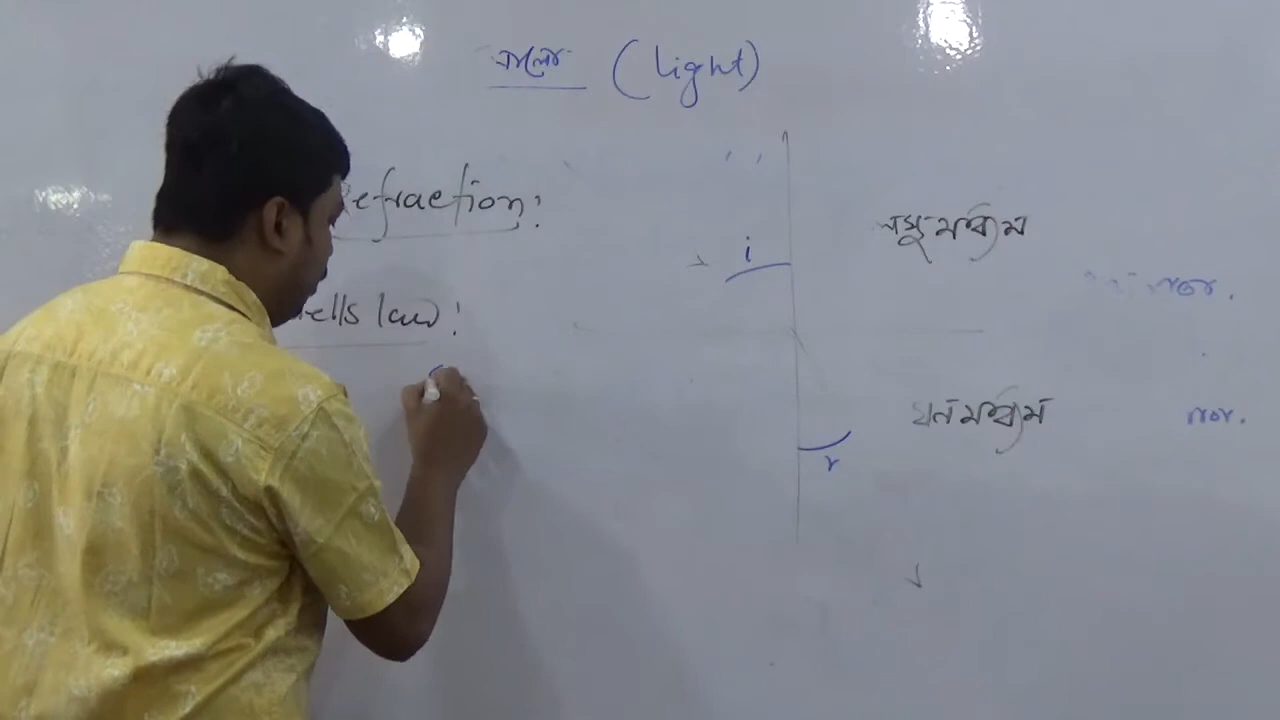 আলো (Light)
efraction:
ells law:
i
লঘু মাধ্যম
ঘন মাধ্যম
r